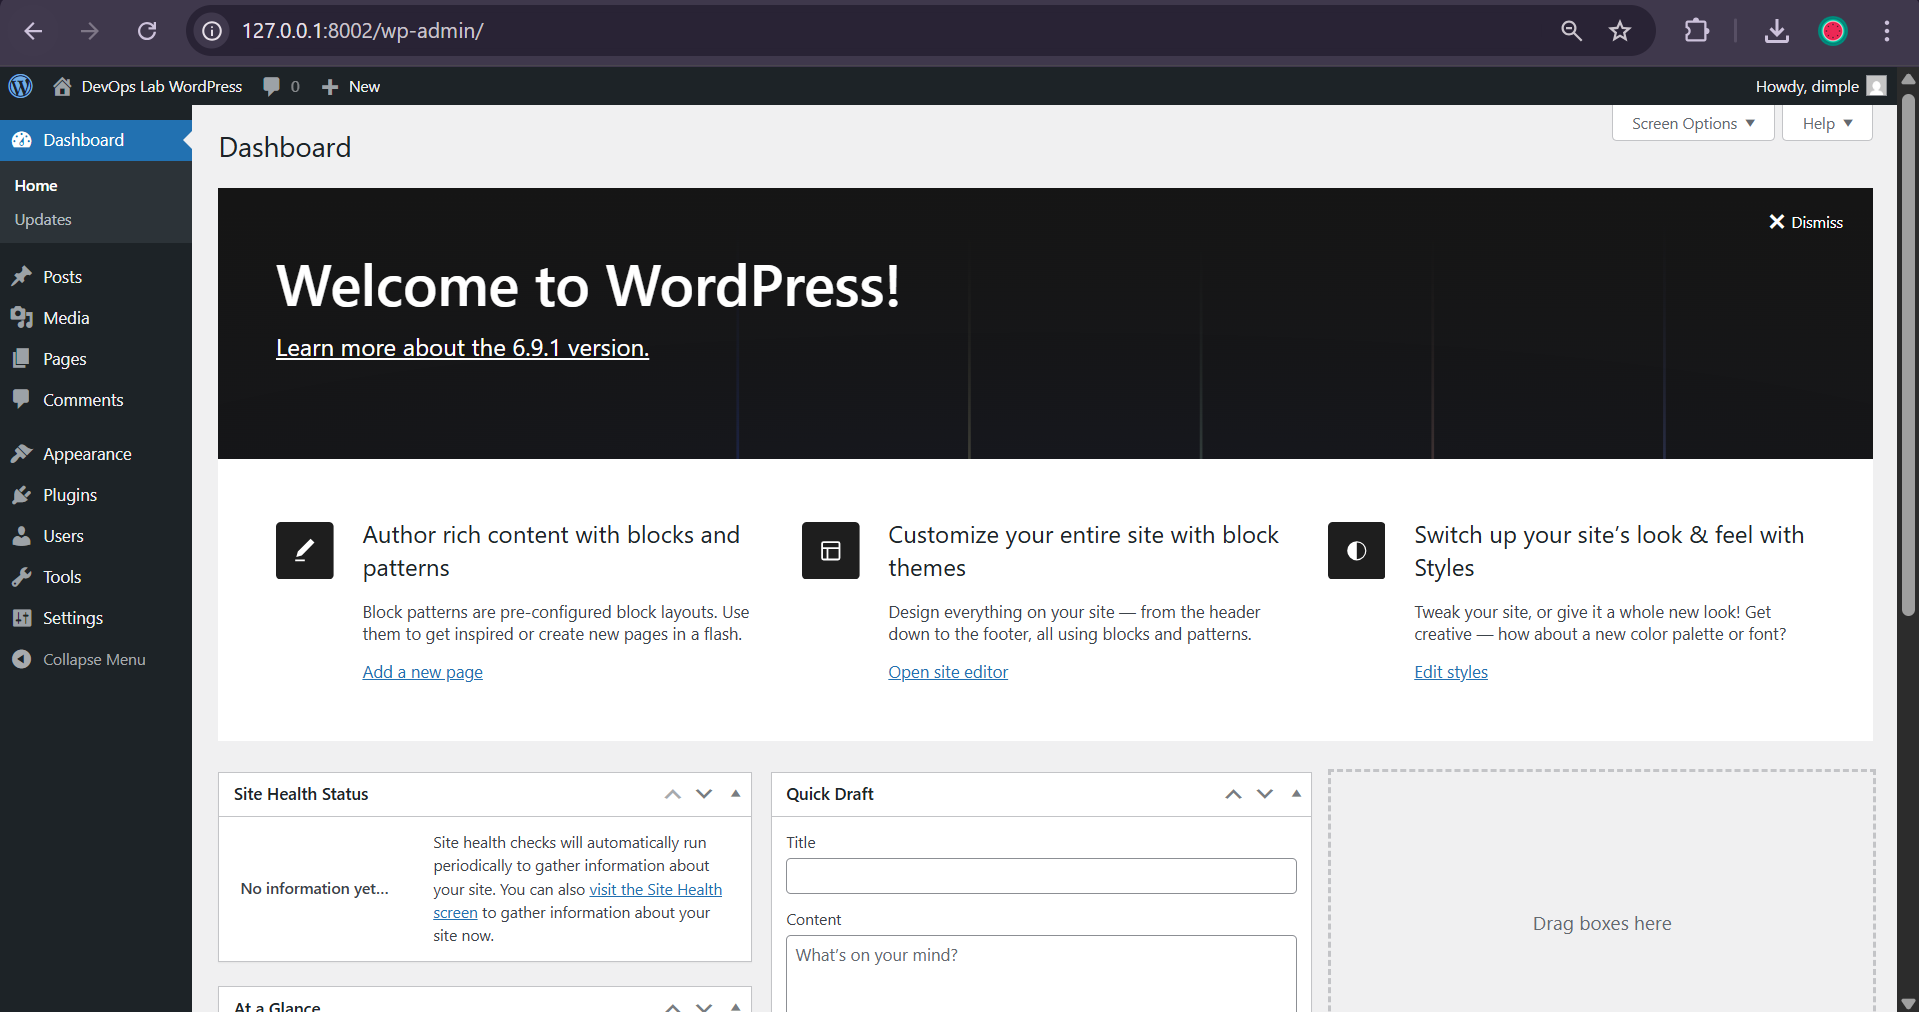 127.0.0.1:8002/wp-admin/
DevOps Lab WordPress 0 New Howdy, dimple
Screen Options Help
Dashboard
Home
Updates
Posts
Media
Pages
Comments
Appearance
Plugins
Users
Tools
Settings
Collapse Menu
Dashboard
Dismiss
Welcome to WordPress!
Learn more about the 6.9.1 version.
Author rich content with blocks and
patterns
Block patterns are pre-configured block layouts. Use
them to get inspired or create new pages in a flash.
Add a new page
Customize your entire site with block
themes
Design everything on your site — from the header
down to the footer, all using blocks and patterns.
Open site editor
Switch up your site’s look & feel with
Styles
Tweak your site, or give it a whole new look! Get
creative — how about a new color palette or font?
Edit styles
Site Health Status
No information yet…
Site health checks will automatically run
periodically to gather information about
your site. You can also visit the Site Health
screen to gather information about your
site now.
At a Glance
Quick Draft
Title
Content
What’s on your mind?
Drag boxes here